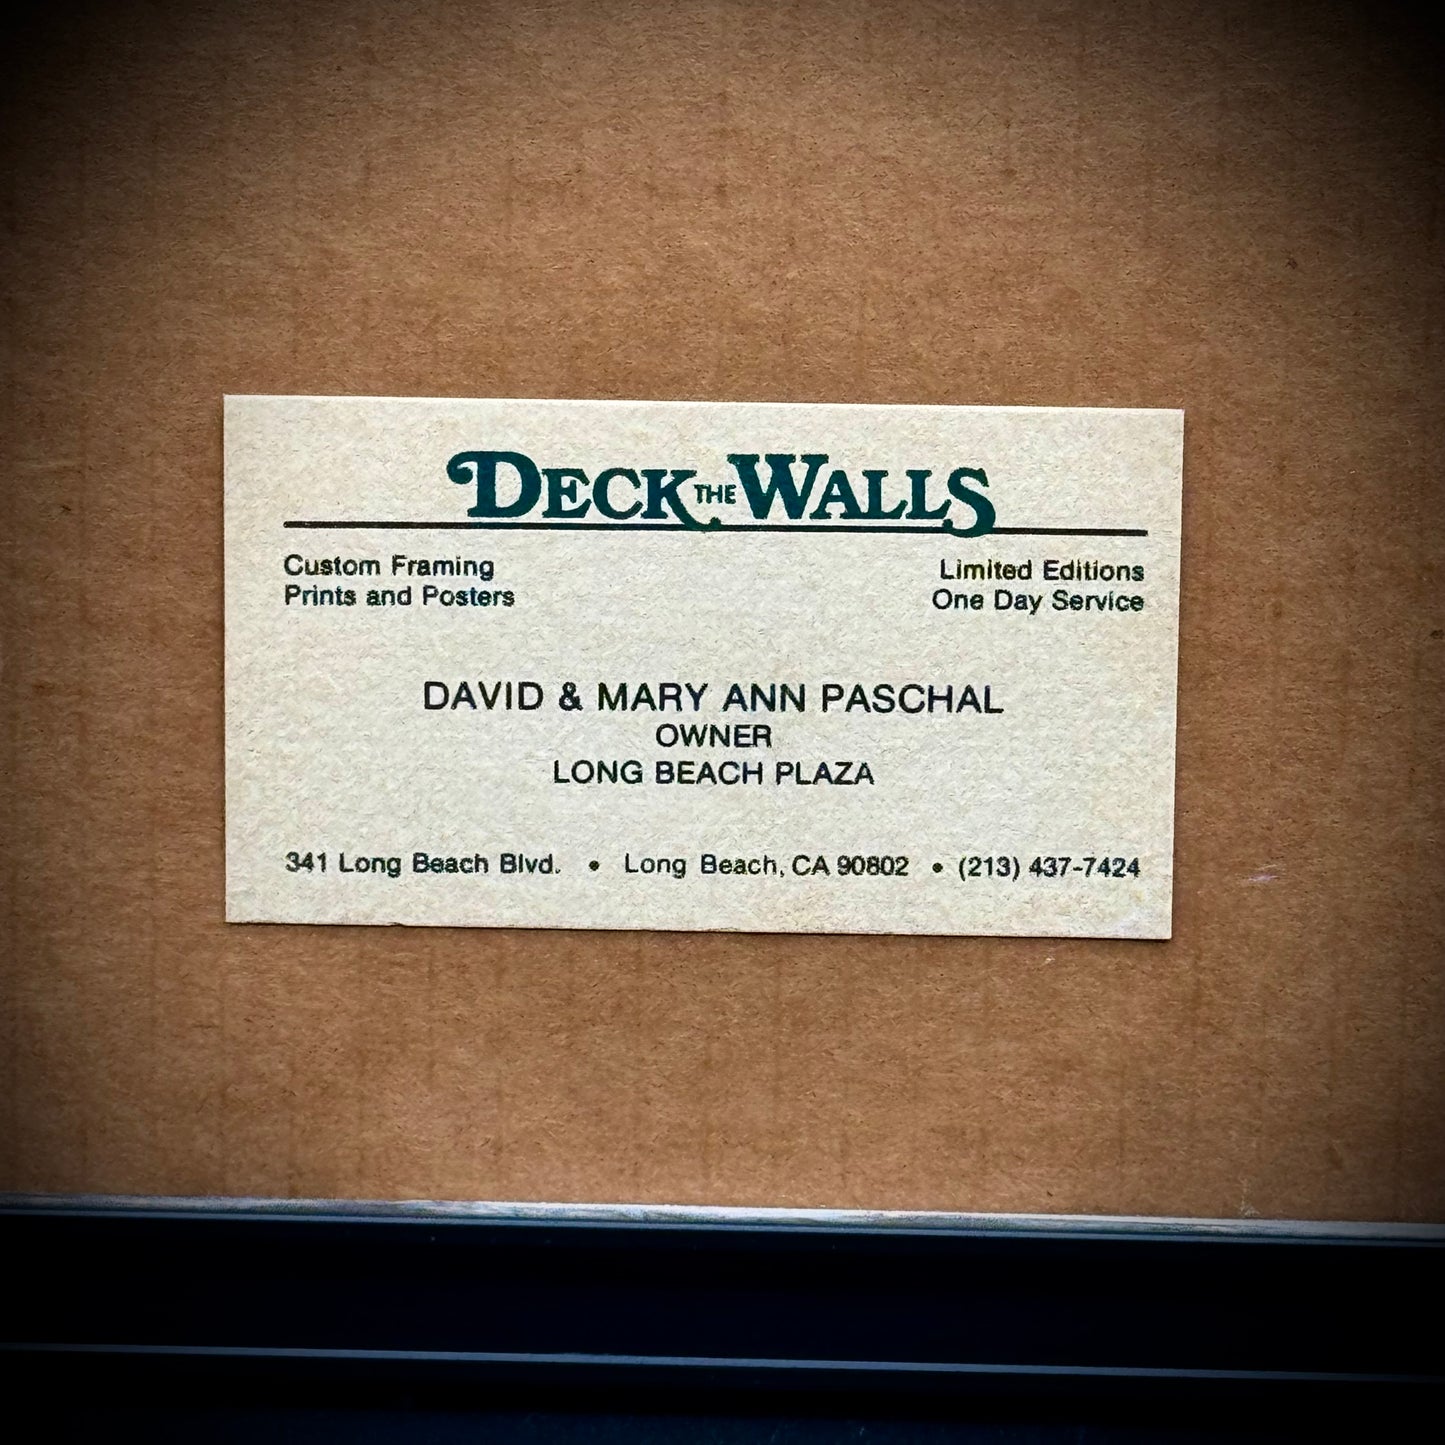 DECK THE WALLS
Custom Framing
Prints and Posters
Limited Editions
One Day Service
DAVID & MARY ANN PASCHAL
OWNER
LONG BEACH PLAZA
341 Long Beach Blvd. • Long Beach, CA 90802 • (213) 437-7424